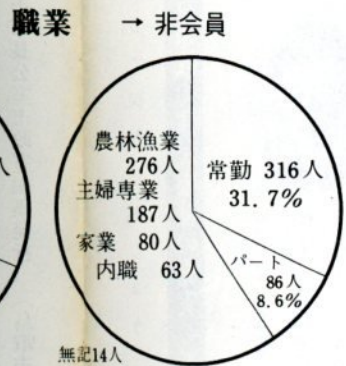 職業 → 非会員
人
農林漁業
276人
主婦専業
187人
家業 80人
内職 63人
常勤 316人
31.7%
パート
86人
8.6%
無記14人